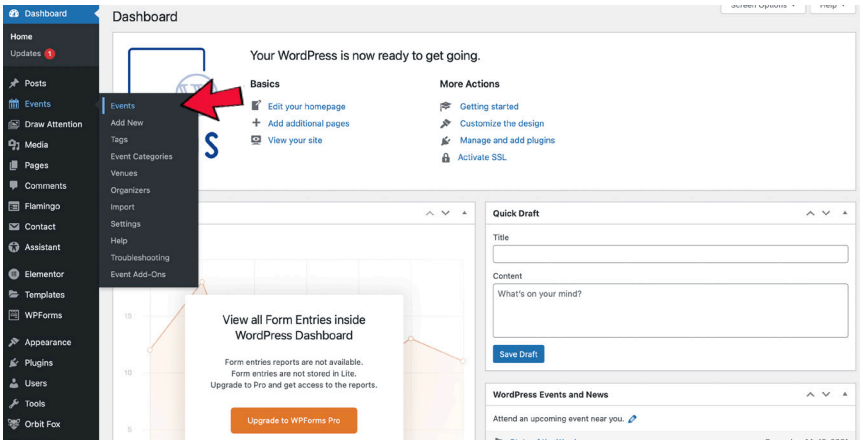 Dashboard
Home
Updates 1
Posts
Events
Draw Attention
Media
Pages
Comments
Flamingo
Contact
Assistant
Elementor
Templates
WPForms
Appearance
Plugins
Users
Tools
Orbit Fox
Events
Add New
Tags
Event Categories
Venues
Organizers
Import
Settings
Help
Troubleshooting
Event Add-Ons
Dashboard
Screen Options
Help
Your WordPress is now ready to get going.
Basics
Edit your homepage
Add additional pages
View your site
More Actions
Getting started
Customize the design
Manage and add plugins
Activate SSL
S
15
10
5
View all Form Entries inside
WordPress Dashboard
Form entries reports are not available.
Form entries are not stored in Lite.
Upgrade to Pro and get access to the reports.
Upgrade to WPForms Pro
Quick Draft
Title
Content
What's on your mind?
Save Draft
WordPress Events and News
Attend an upcoming event near you.